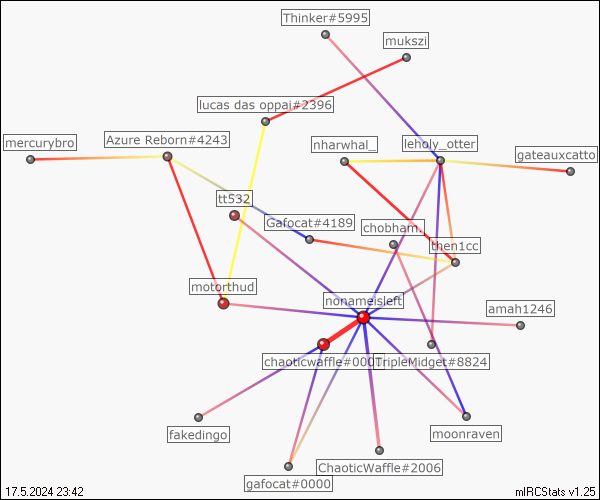 Thinker#5995
mukszi
lucas das oppai#2396
mercurybro
Azure Reborn#4243
nharwhal_
leholy_otter
gateauxcatto
tt532
Gafocat#4189
chobham.
then1cc
motorthud
nonameisleft
amah1246
chaoticwaffle#000
TripleMidget#8824
fakedingo
moonraven
gafocat#0000
ChaoticWaffle#2006
17.5.2024 23:42
mIRCStats v1.25